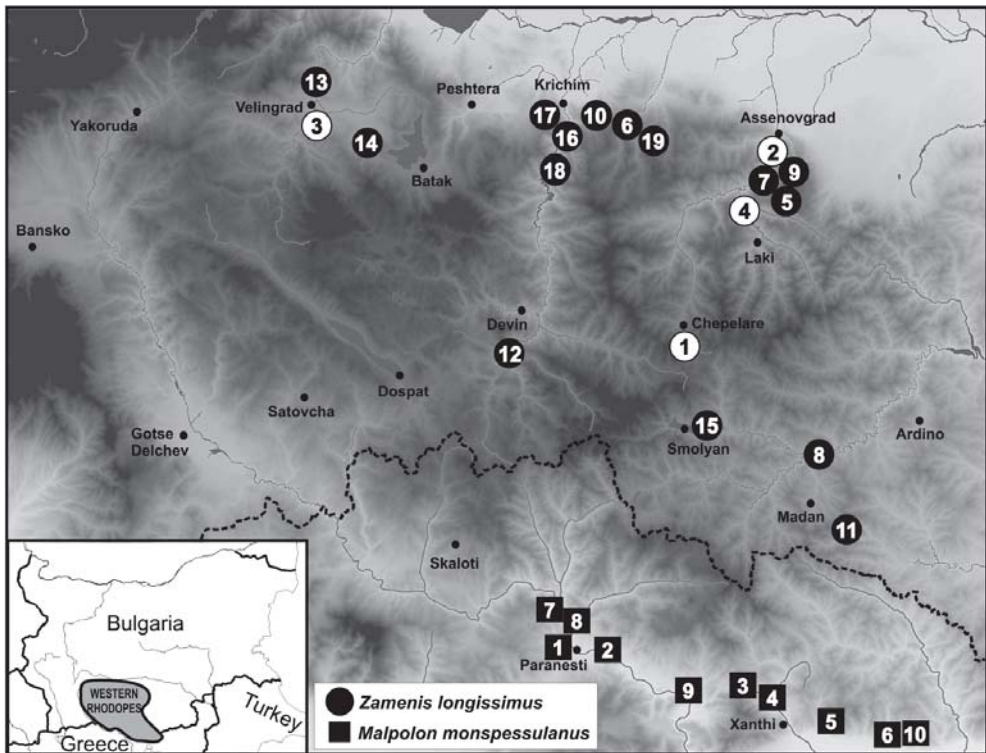 13
Velingrad
3
14
Yakoruda
Peshtera
Krichim
17
10
6
16
19
18
Batak
Assenovgrad
2
9
7
5
4
Laki
Bansko
Devin
12
Chepelare
1
Dospat
Satovcha
Gotse
Delchev
15
Smolyan
8
Ardino
Madan
11
Skaloti
7
8
1
2
Paranesti
9
3
4
Xanthi
5
6
10
Bulgaria
WESTERN
RHODOPES
Greece
Turkey
Zamenis longissimus
Malpolon monspessulanus